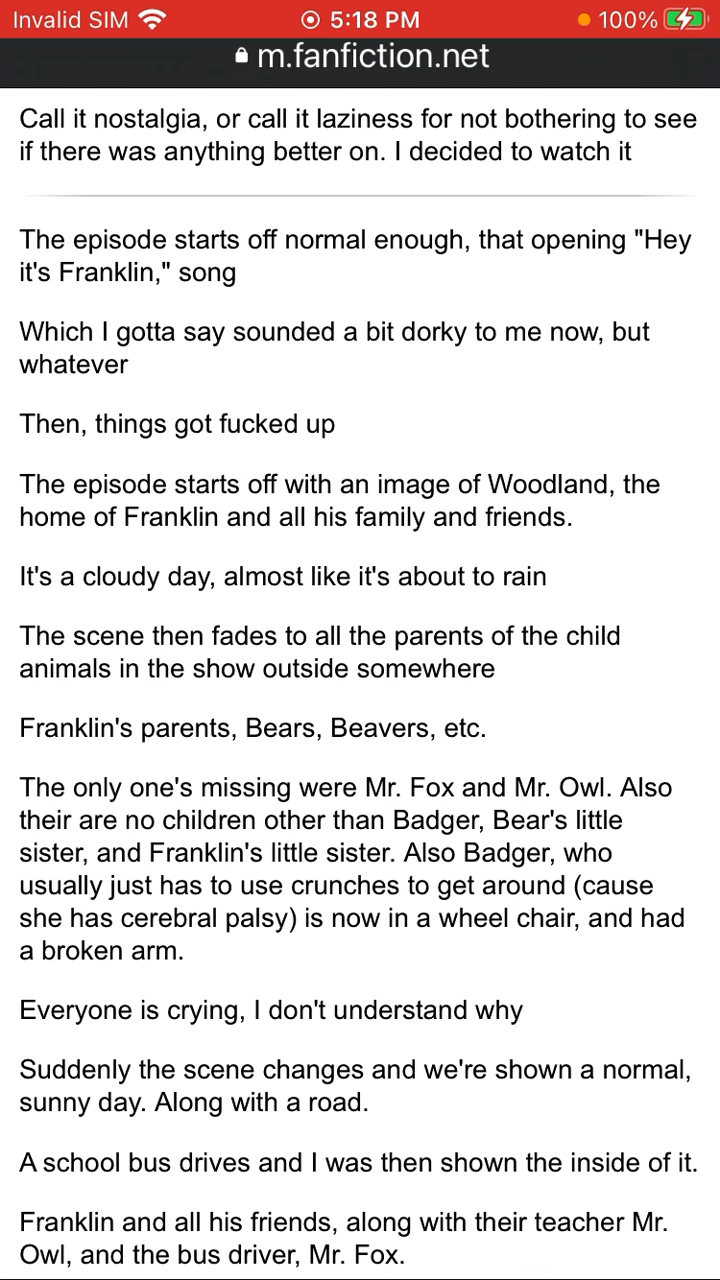 Invalid SIM 5:18 PM 100%
m.fanfiction.net
Call it nostalgia, or call it laziness for not bothering to see
if there was anything better on. I decided to watch it
The episode starts off normal enough, that opening "Hey
it's Franklin," song
Which I gotta say sounded a bit dorky to me now, but
whatever
Then, things got fucked up
The episode starts off with an image of Woodland, the
home of Franklin and all his family and friends.
It's a cloudy day, almost like it's about to rain
The scene then fades to all the parents of the child
animals in the show outside somewhere
Franklin's parents, Bears, Beavers, etc.
The only one's missing were Mr. Fox and Mr. Owl. Also
their are no children other than Badger, Bear's little
sister, and Franklin's little sister. Also Badger, who
usually just has to use crunches to get around (cause
she has cerebral palsy) is now in a wheel chair, and had
a broken arm.
Everyone is crying, I don't understand why
Suddenly the scene changes and we're shown a normal,
sunny day. Along with a road.
A school bus drives and I was then shown the inside of it.
Franklin and all his friends, along with their teacher Mr.
Owl, and the bus driver, Mr. Fox.